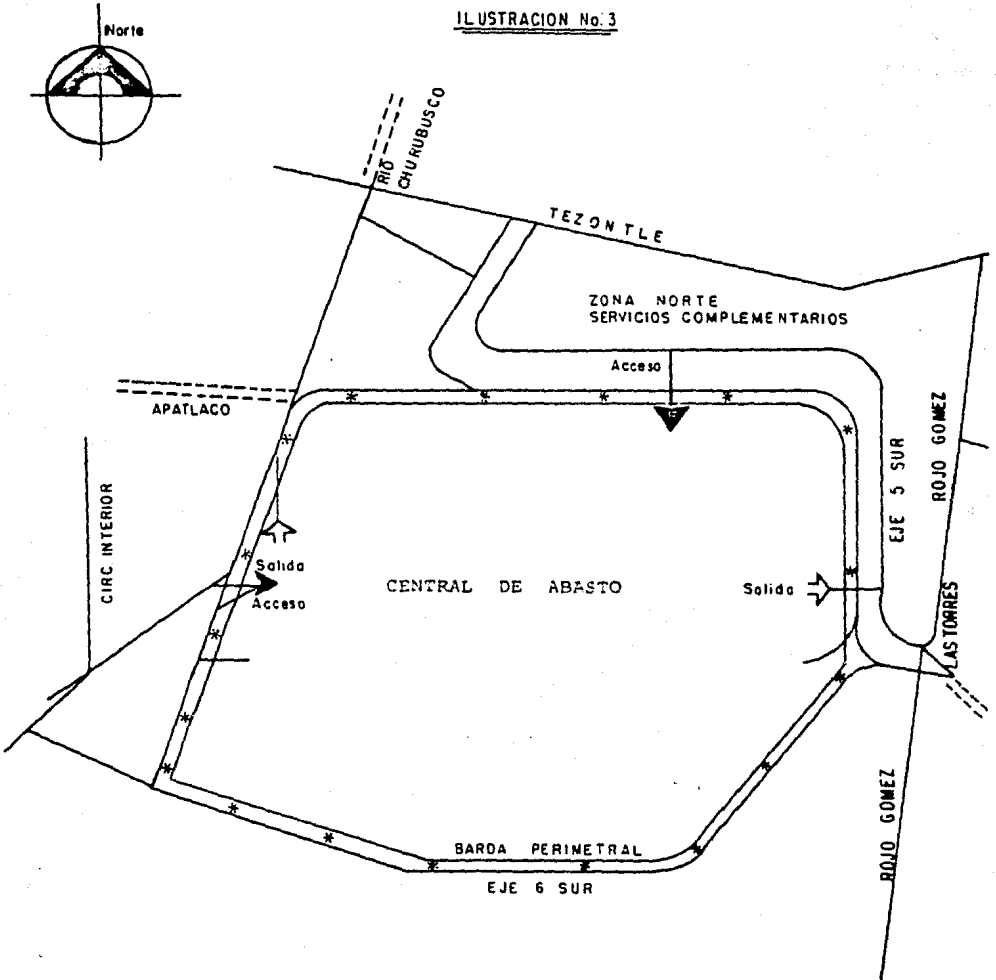 ILUSTRACION No. 3
Norte
RIO
CHURUBUSCO
TEZONTLE
ZONA NORTE
SERVICIOS COMPLEMENTARIOS
Acceso
APATLACO
CIRC INTERIOR
Salida
Acceso
CENTRAL DE ABASTO
Salida
EJE 5 SUR
ROJO GOMEZ
LAS TORRES
ROJO GOMEZ
BARDA PERIMETRAL
EJE 6 SUR